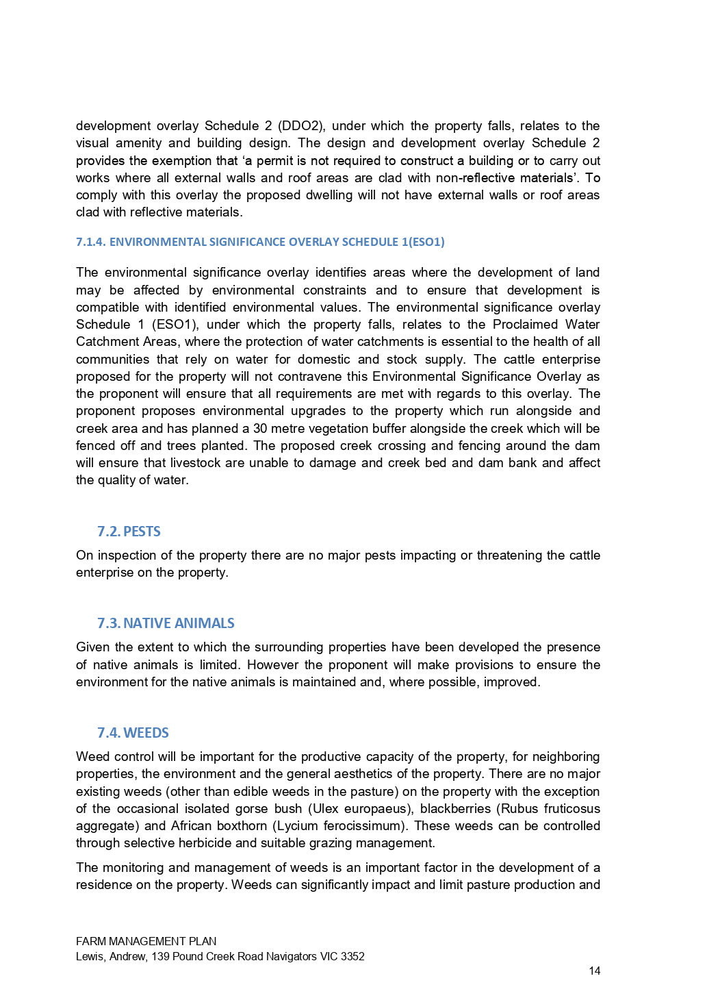 development overlay Schedule 2 (DDO2), under which the property falls, relates to the
visual amenity and building design. The design and development overlay Schedule 2
provides the exemption that ‘a permit is not required to construct a building or to carry out
works where all external walls and roof areas are clad with non-reflective materials’. To
comply with this overlay the proposed dwelling will not have external walls or roof areas
clad with reflective materials.
7.1.4. ENVIRONMENTAL SIGNIFICANCE OVERLAY SCHEDULE 1(ESO1)
The environmental significance overlay identifies areas where the development of land
may be affected by environmental constraints and to ensure that development is
compatible with identified environmental values. The environmental significance overlay
Schedule 1 (ESO1), under which the property falls, relates to the Proclaimed Water
Catchment Areas, where the protection of water catchments is essential to the health of all
communities that rely on water for domestic and stock supply. The cattle enterprise
proposed for the property will not contravene this Environmental Significance Overlay as
the proponent will ensure that all requirements are met with regards to this overlay. The
proponent proposes environmental upgrades to the property which run alongside and
creek area and has planned a 30 metre vegetation buffer alongside the creek which will be
fenced off and trees planted. The proposed creek crossing and fencing around the dam
will ensure that livestock are unable to damage and creek bed and dam bank and affect
the quality of water.
7.2. PESTS
On inspection of the property there are no major pests impacting or threatening the cattle
enterprise on the property.
7.3. NATIVE ANIMALS
Given the extent to which the surrounding properties have been developed the presence
of native animals is limited. However the proponent will make provisions to ensure the
environment for the native animals is maintained and, where possible, improved.
7.4. WEEDS
Weed control will be important for the productive capacity of the property, for neighboring
properties, the environment and the general aesthetics of the property. There are no major
existing weeds (other than edible weeds in the pasture) on the property with the exception
of the occasional isolated gorse bush (Ulex europaeus), blackberries (Rubus fruticosus
aggregate) and African boxthorn (Lycium ferocissimum). These weeds can be controlled
through selective herbicide and suitable grazing management.
The monitoring and management of weeds is an important factor in the development of a
residence on the property. Weeds can significantly impact and limit pasture production and
FARM MANAGEMENT PLAN
Lewis, Andrew, 139 Pound Creek Road Navigators VIC 3352
14